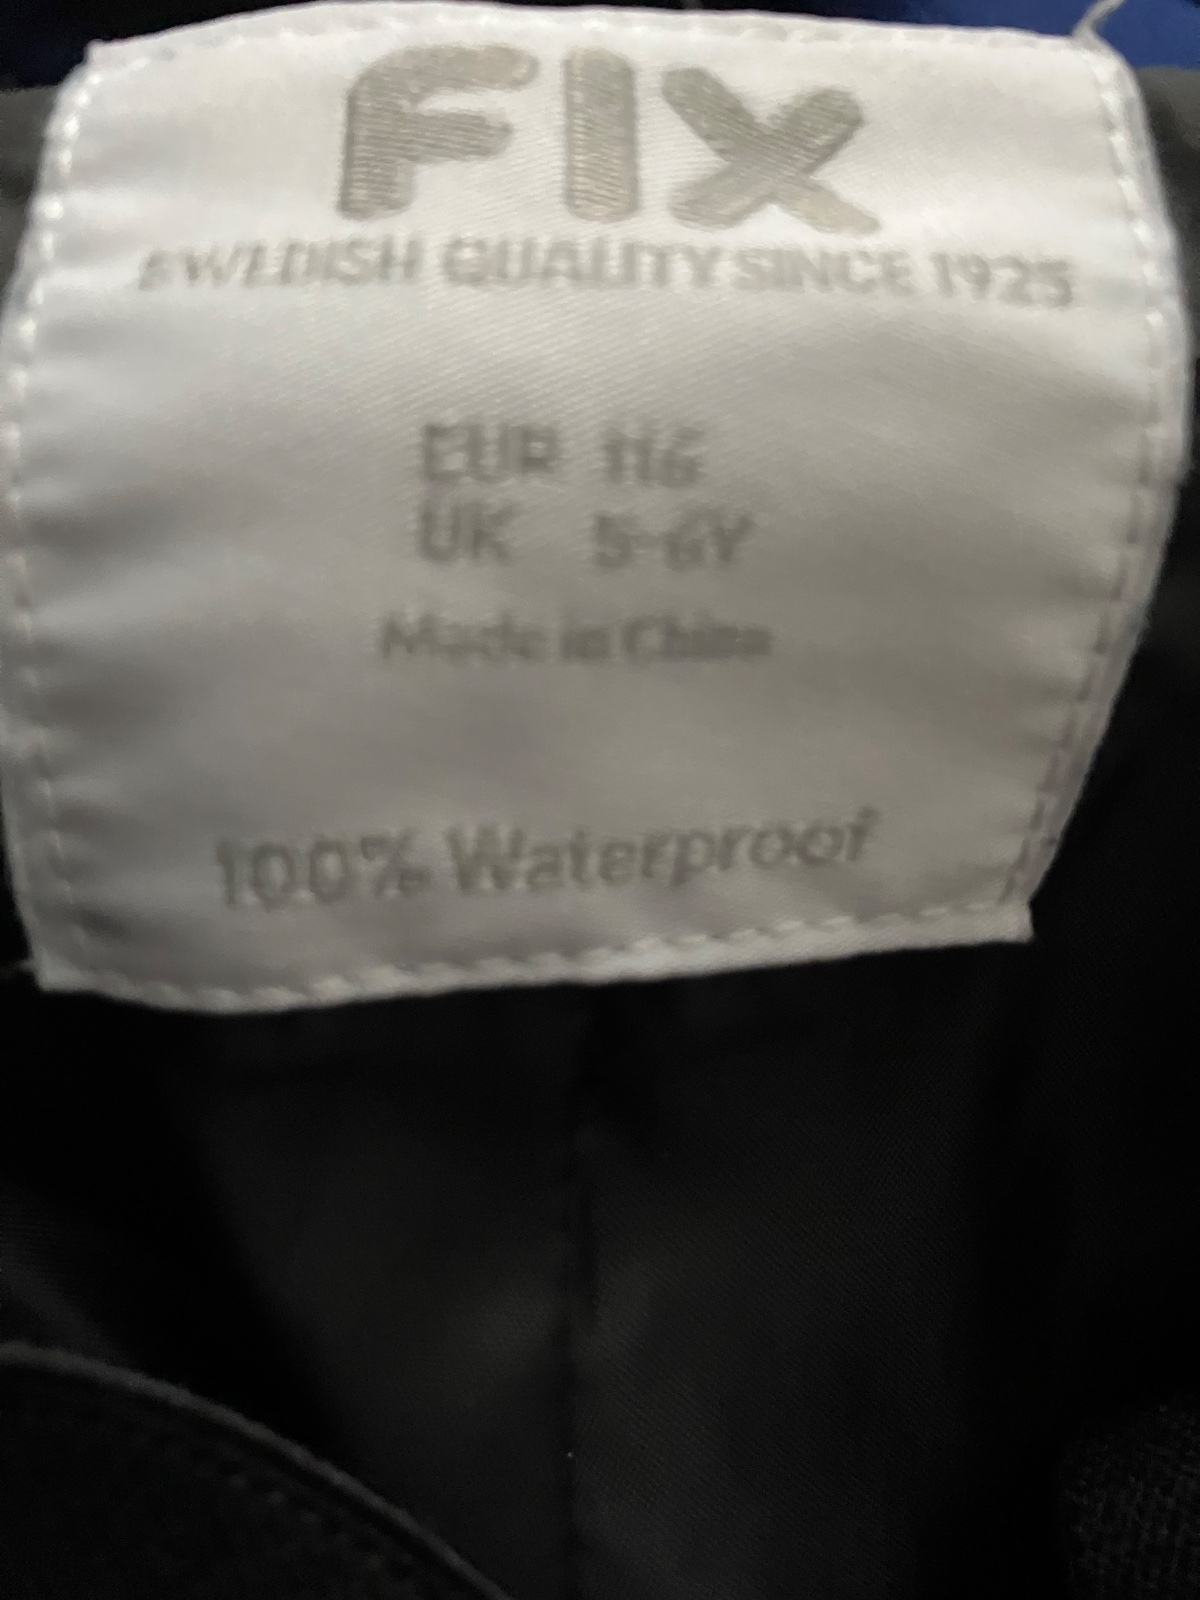 FIX
SWEDISH QUALITY SINCE 1925
EUR 116
UK 5-6Y
Made in China
100% Waterproof